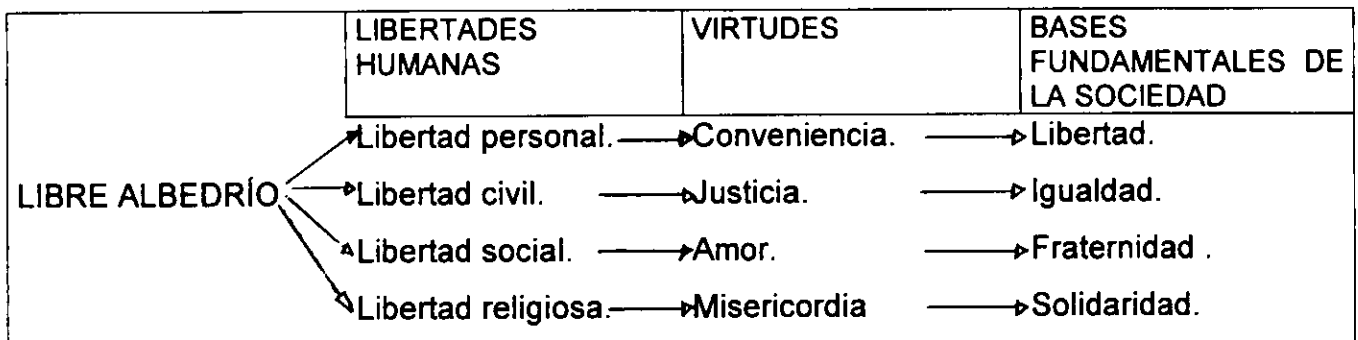 LIBERTADES HUMANAS
VIRTUDES
BASES FUNDAMENTALES DE LA SOCIEDAD
LIBRE ALBEDRÍO
Libertad personal. Conveniencia. Libertad.
Libertad civil. Justicia. Igualdad.
Libertad social. Amor. Fraternidad .
Libertad religiosa. Misericordia Solidaridad.